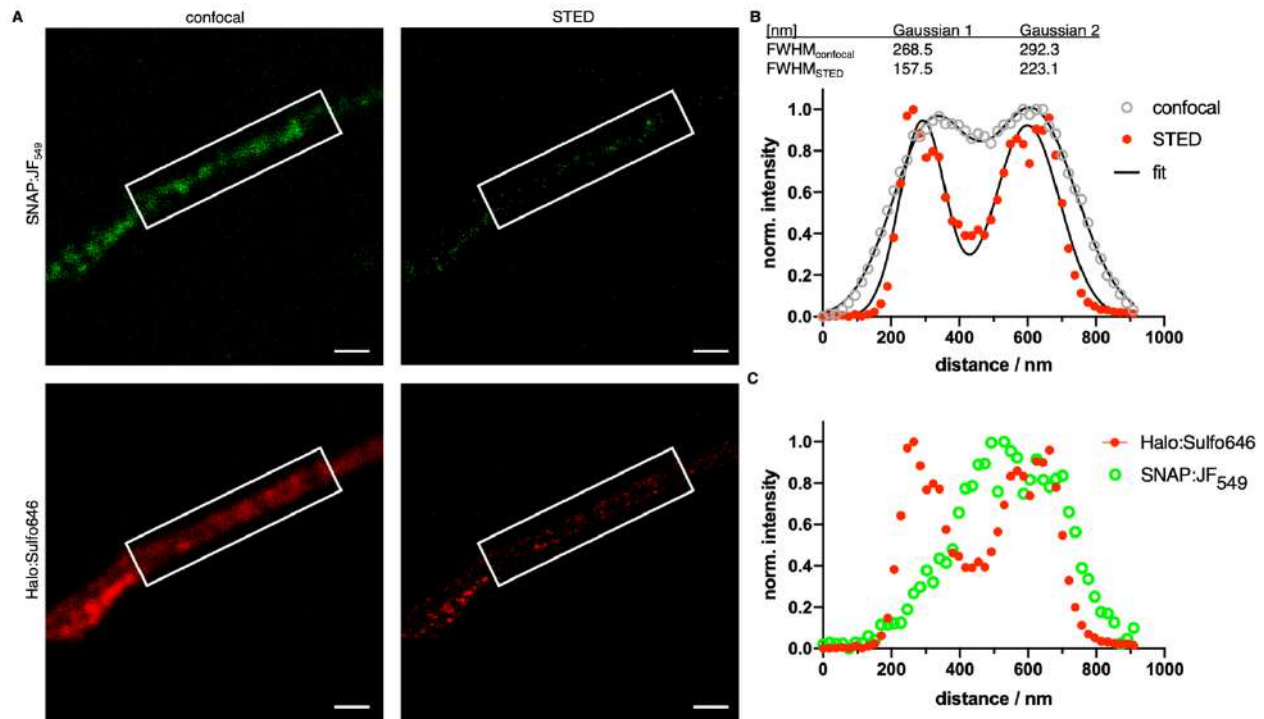 A
confocal
STED
SNAP:JF549
Halo:Sulfo646
B
[nm] Gaussian 1 Gaussian 2
FWHMconfocal 268.5 292.3
FWHMSTED 157.5 223.1
norm. intensity
1.0
0.8
0.6
0.4
0.2
0.0
0 200 400 600 800 1000
distance / nm
confocal
STED
fit
C
norm. intensity
1.0
0.8
0.6
0.4
0.2
0.0
0 200 400 600 800 1000
distance / nm
Halo:Sulfo646
SNAP:JF549